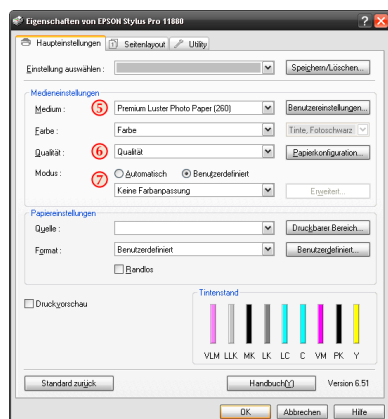 Eigenschaften von EPSON Stylus Pro 11880
Haupteinstellungen Seitenlayout Utility
Einstellung auswählen : Speichern/Löschen...
Medieneinstellungen
Medium : 5 Premium Luster Photo Paper (260) Benutzereinstellungen...
Farbe : Farbe Tinte, Fotoschwarz
Qualität : 6 Qualität Papierkonfiguration...
Modus : 7 Automatisch Benutzerdefiniert
Keine Farbanpassung Erweitert...
Papiereinstellungen
Quelle : Druckbarer Bereich...
Format : Benutzerdefiniert Benutzerdefiniert...
Randlos
Druckvorschau
Tintenstand
VLM LLK MK LK LC C VM PK Y
Standard zurück Handbuch(Y) Version 6.51
OK Abbrechen Hilfe